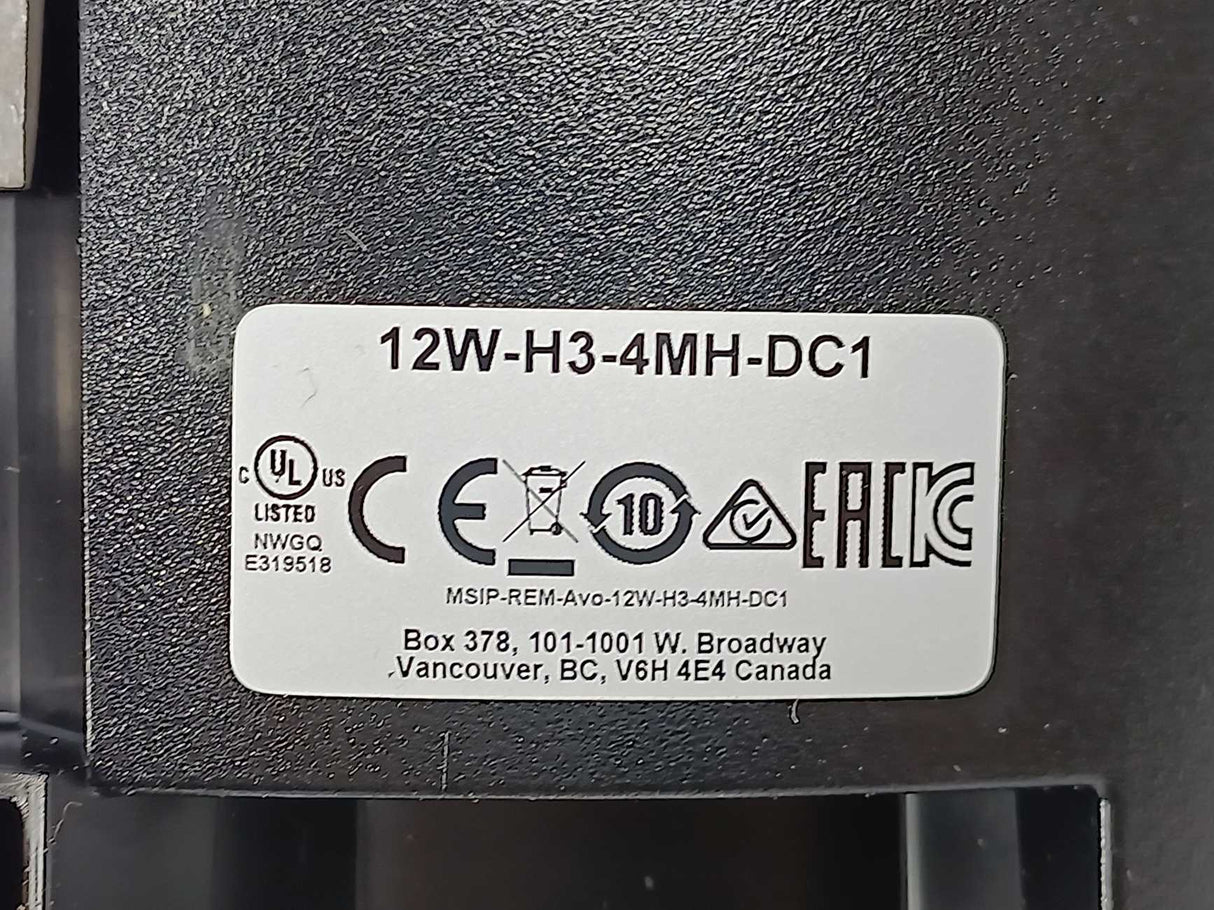 12W-H3-4MH-DC1
C UL US
LISTED
NWGQ
E319518
CE
10
EAC
KC
MSIP-REM-Avo-12W-H3-4MH-DC1
Box 378, 101-1001 W. Broadway
Vancouver, BC, V6H 4E4 Canada